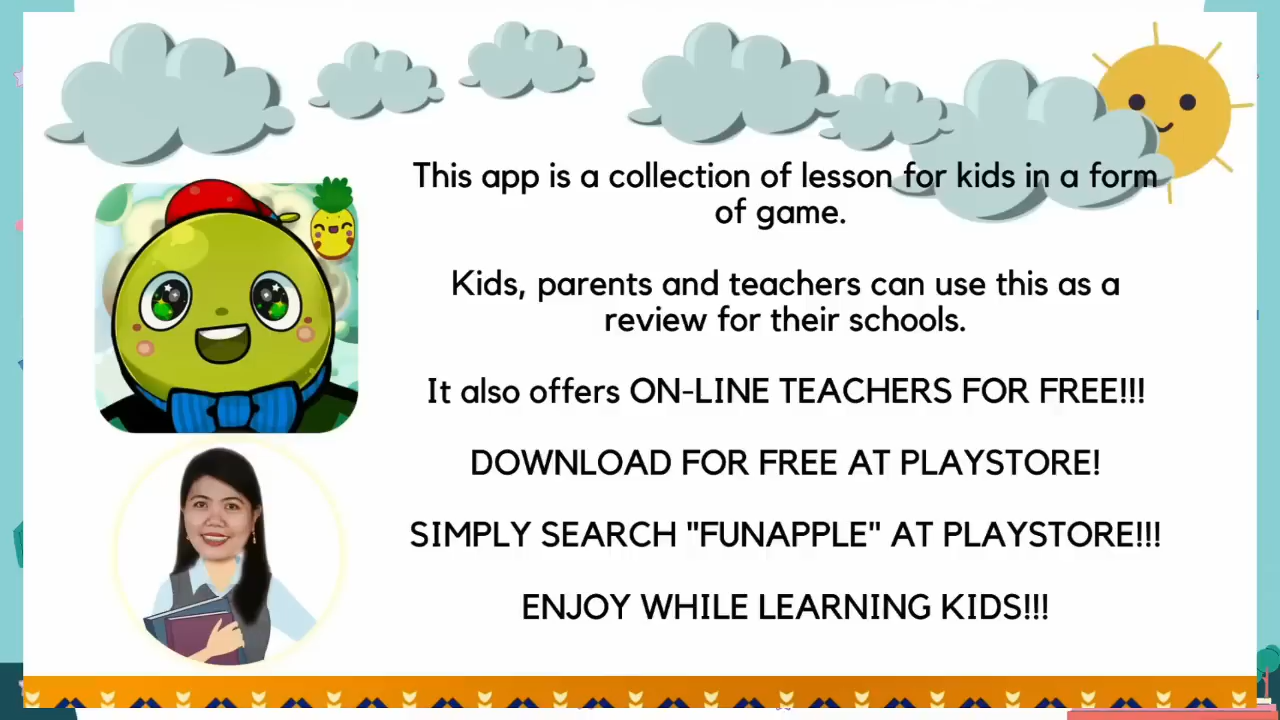 This app is a collection of lesson for kids in a form
of game.
Kids, parents and teachers can use this as a
review for their schools.
It also offers ON-LINE TEACHERS FOR FREE!!!
DOWNLOAD FOR FREE AT PLAYSTORE!
SIMPLY SEARCH "FUNAPPLE" AT PLAYSTORE!!!
ENJOY WHILE LEARNING KIDS!!!